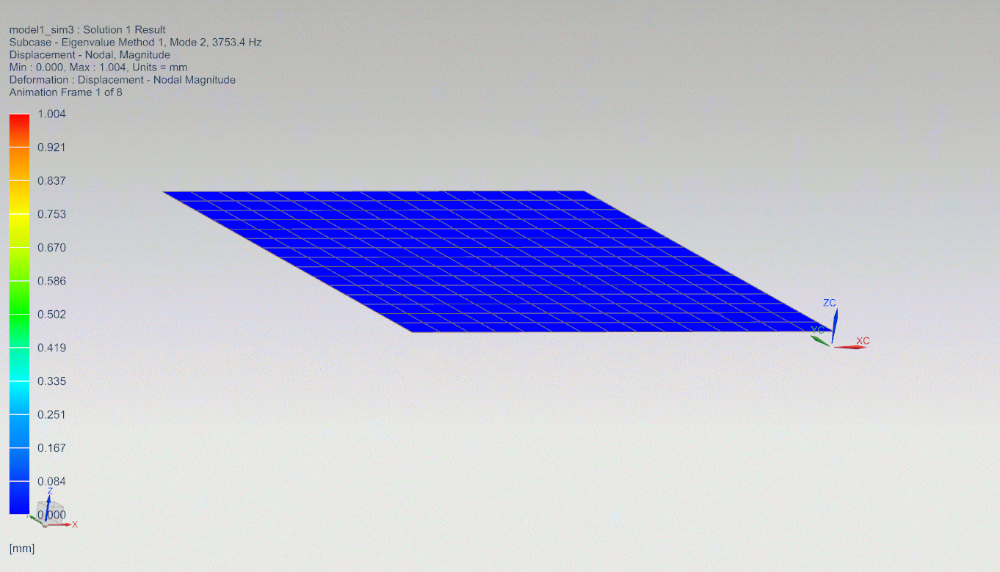 model1_sim3 : Solution 1 Result
Subcase - Eigenvalue Method 1, Mode 2, 3753.4 Hz
Displacement - Nodal, Magnitude
Min : 0.000, Max : 1.004, Units = mm
Deformation : Displacement - Nodal Magnitude
Animation Frame 1 of 8
1.004
0.921
0.837
0.753
0.670
0.586
0.502
0.419
0.335
0.251
0.167
0.084
0.000
[mm]
ZC
YC
XC
Z
X